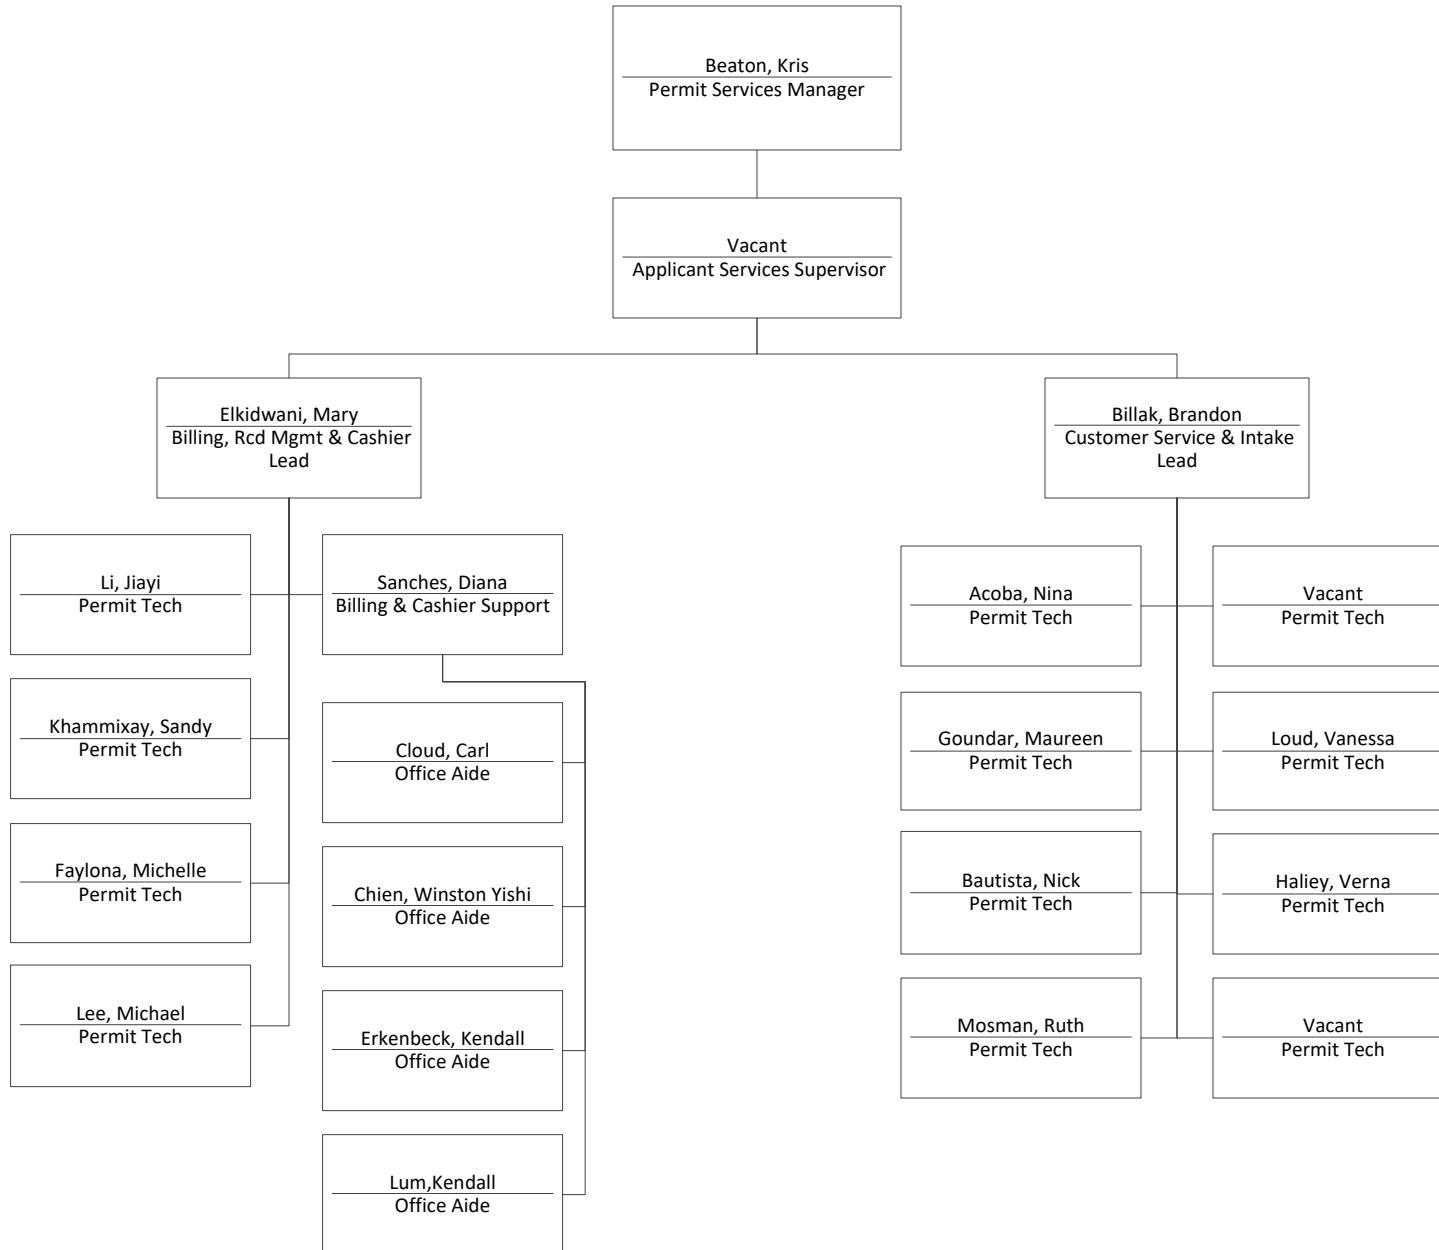 Beaton, Kris
Permit Services Manager
Vacant
Applicant Services Supervisor
Elkidwani, Mary
Billing, Rcd Mgmt & Cashier
Lead
Billak, Brandon
Customer Service & Intake
Lead
Li, Jiayi
Permit Tech
Sanches, Diana
Billing & Cashier Support
Khammixay, Sandy
Permit Tech
Cloud, Carl
Office Aide
Faylona, Michelle
Permit Tech
Chien, Winston Yishi
Office Aide
Lee, Michael
Permit Tech
Erkenbeck, Kendall
Office Aide
Lum,Kendall
Office Aide
Acoba, Nina
Permit Tech
Vacant
Permit Tech
Goundar, Maureen
Permit Tech
Loud, Vanessa
Permit Tech
Bautista, Nick
Permit Tech
Haliey, Verna
Permit Tech
Mosman, Ruth
Permit Tech
Vacant
Permit Tech